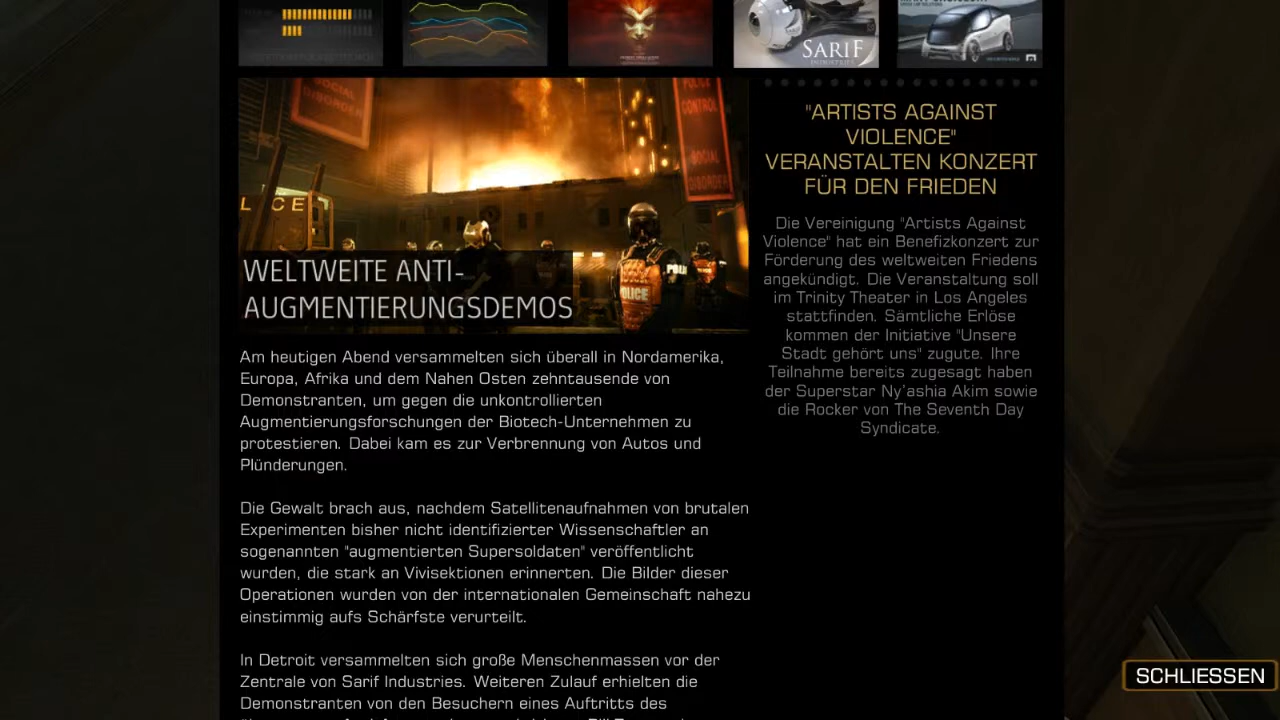 SARIF
INDUSTRIES
SOCIAL
DISORDER
POLICE
CONTROL
SOCIAL
DISORDER
POLICE
POLICE
WELTWEITE ANTI-
AUGMENTIERUNGSDEMOS
Am heutigen Abend versammelten sich überall in Nordamerika,
Europa, Afrika und dem Nahen Osten zehntausende von
Demonstranten, um gegen die unkontrollierten
Augmentierungsforschungen der Biotech-Unternehmen zu
protestieren. Dabei kam es zur Verbrennung von Autos und
Plünderungen.
Die Gewalt brach aus, nachdem Satellitenaufnahmen von brutalen
Experimenten bisher nicht identifizierter Wissenschaftler an
sogenannten "augmentierten Supersoldaten" veröffentlicht
wurden, die stark an Vivisektionen erinnerten. Die Bilder dieser
Operationen wurden von der internationalen Gemeinschaft nahezu
einstimmig aufs Schärfste verurteilt.
In Detroit versammelten sich große Menschenmassen vor der
Zentrale von Sarif Industries. Weiteren Zulauf erhielten die
Demonstranten von den Besuchern eines Auftritts des
"ARTISTS AGAINST
VIOLENCE"
VERANSTALTEN KONZERT
FÜR DEN FRIEDEN
Die Vereinigung "Artists Against
Violence" hat ein Benefizkonzert zur
Förderung des weltweiten Friedens
angekündigt. Die Veranstaltung soll
im Trinity Theater in Los Angeles
stattfinden. Sämtliche Erlöse
kommen der Initiative "Unsere
Stadt gehört uns" zugute. Ihre
Teilnahme bereits zugesagt haben
der Superstar Ny'ashia Akim sowie
die Rocker von The Seventh Day
Syndicate.
SCHLIESSEN